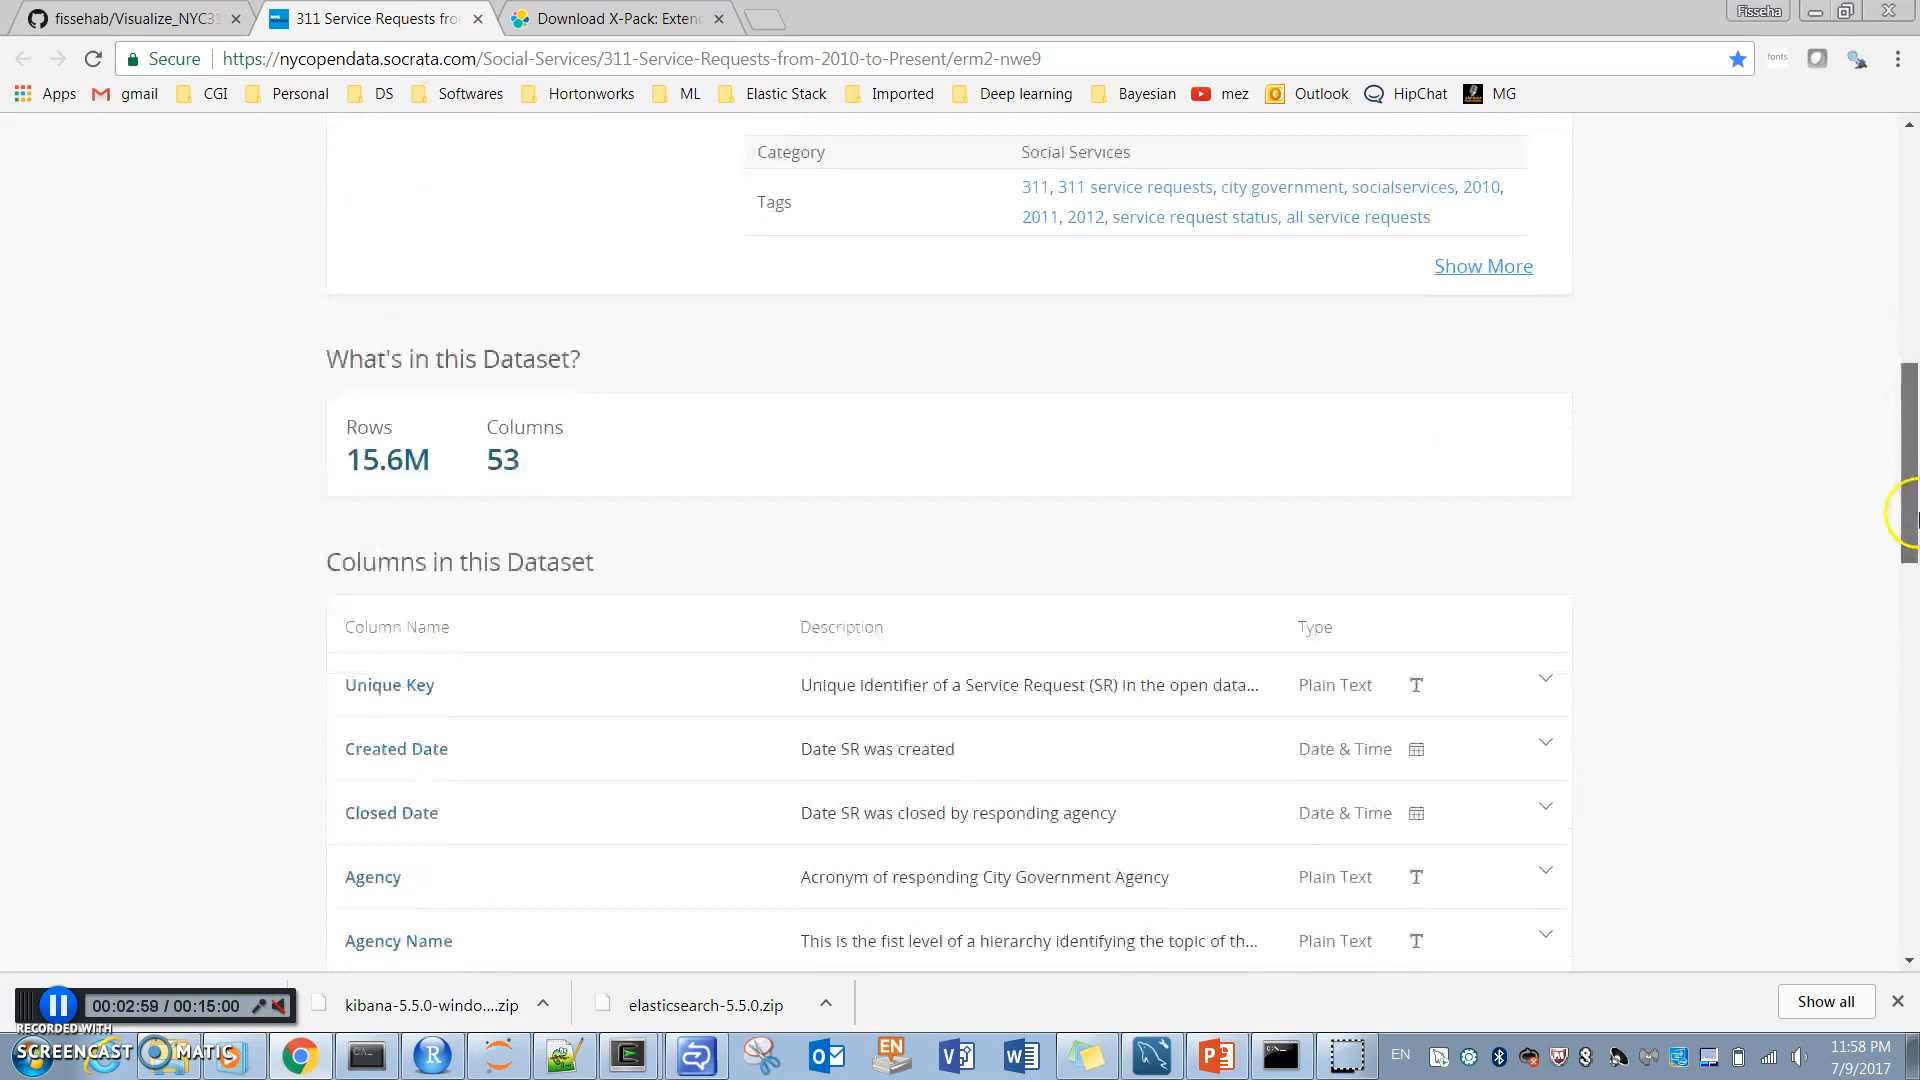 fissehab/Visualize_NYC31
311 Service Requests fro
Download X-Pack: Exten
Fisseha
Secure
https://nycopendata.socrata.com/Social-Services/311-Service-Requests-from-2010-to-Present/erm2-nwe9
fonts
Apps gmail CGI Personal DS Softwares Hortonworks ML Elastic Stack Imported Deep learning Bayesian mez Outlook HipChat MG
Category Social Services
Tags 311, 311 service requests, city government, socialservices, 2010,
2011, 2012, service request status, all service requests
Show More
What's in this Dataset?
Rows Columns
15.6M 53
Columns in this Dataset
Column Name Description Type
Unique Key Unique identifier of a Service Request (SR) in the open data... Plain Text T
Created Date Date SR was created Date & Time
Closed Date Date SR was closed by responding agency Date & Time
Agency Acronym of responding City Government Agency Plain Text T
Agency Name This is the fist level of a hierarchy identifying the topic of th... Plain Text T
00:02:59 / 00:15:00
kibana-5.5.0-windo....zip
elasticsearch-5.5.0.zip
Show all
RECORDED WITH
SCREENCAST MATIC
EN
EN
11:58 PM
7/9/2017